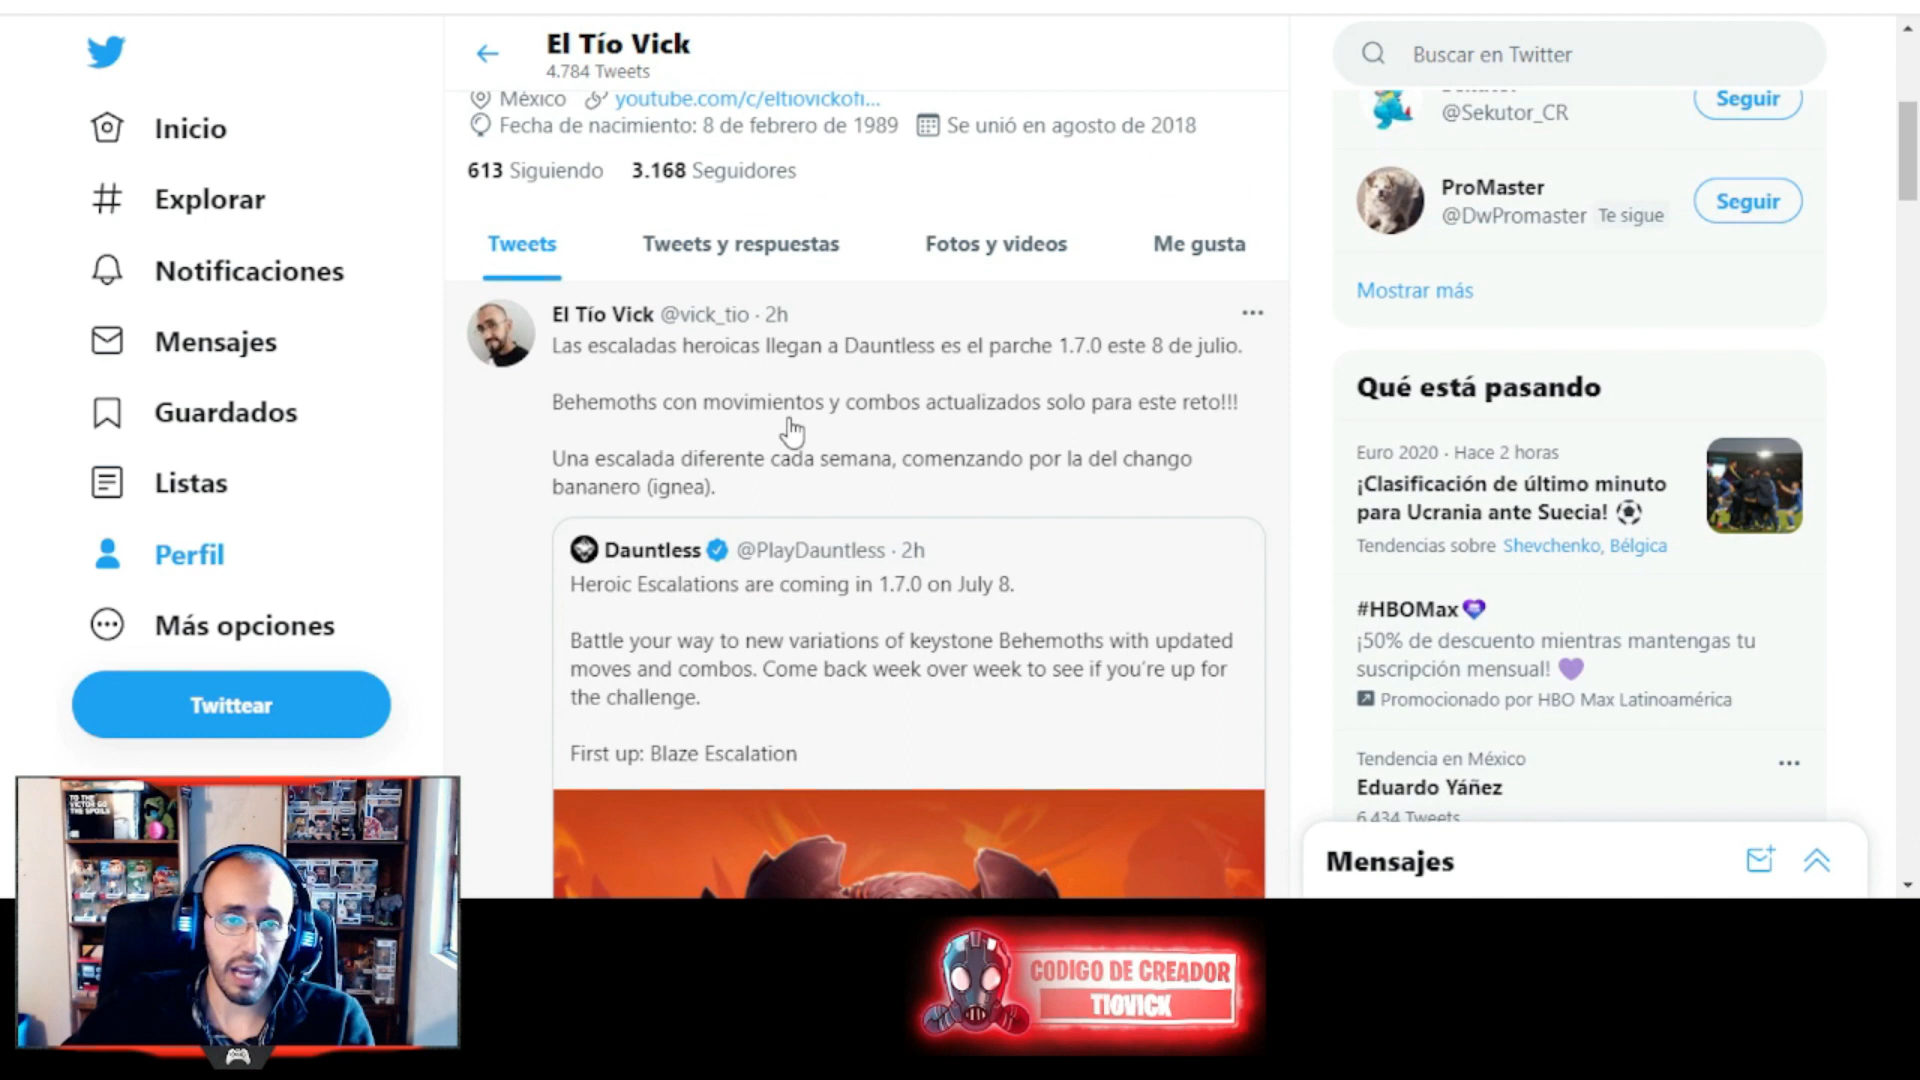 El Tío Vick
4.784 Tweets
México youtube.com/c/eltiovickofi...
Fecha de nacimiento: 8 de febrero de 1989 Se unió en agosto de 2018
613 Siguiendo 3.168 Seguidores
Tweets Tweets y respuestas Fotos y videos Me gusta
Inicio
Explorar
Notificaciones
Mensajes
Guardados
Listas
Perfil
Más opciones
Twittear
El Tío Vick @vick_tio · 2h
Las escaladas heroicas llegan a Dauntless es el parche 1.7.0 este 8 de julio.
Behemoths con movimientos y combos actualizados solo para este reto!!!
Una escalada diferente cada semana, comenzando por la del chango
bananero (ignea).
Dauntless @PlayDauntless · 2h
Heroic Escalations are coming in 1.7.0 on July 8.
Battle your way to new variations of keystone Behemoths with updated
moves and combos. Come back week over week to see if you're up for
the challenge.
First up: Blaze Escalation
Buscar en Twitter
@Sekutor_CR
Seguir
ProMaster
@DwPromaster Te sigue
Seguir
Mostrar más
Qué está pasando
Euro 2020 · Hace 2 horas
¡Clasificación de último minuto
para Ucrania ante Suecia!
Tendencias sobre Shevchenko, Bélgica
#HBOMax
¡50% de descuento mientras mantengas tu
suscripción mensual!
Promocionado por HBO Max Latinoamérica
Tendencia en México
Eduardo Yáñez
6.434 Tweets
Mensajes
TO THE
VICTOR GO
THE SPOILS
CODIGO DE CREADOR
TIOVICK